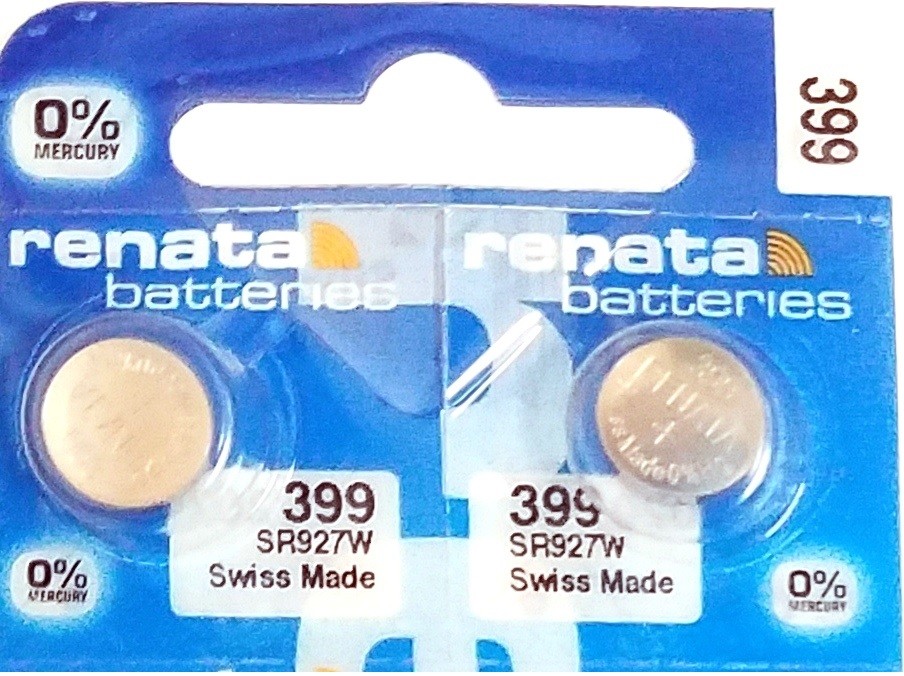 0%
MERCURY
399
renata
batteries
renata
batteries
399
SR927W
Swiss Made
399
SR927W
Swiss Made
0%
MERCURY
0%
MERCURY